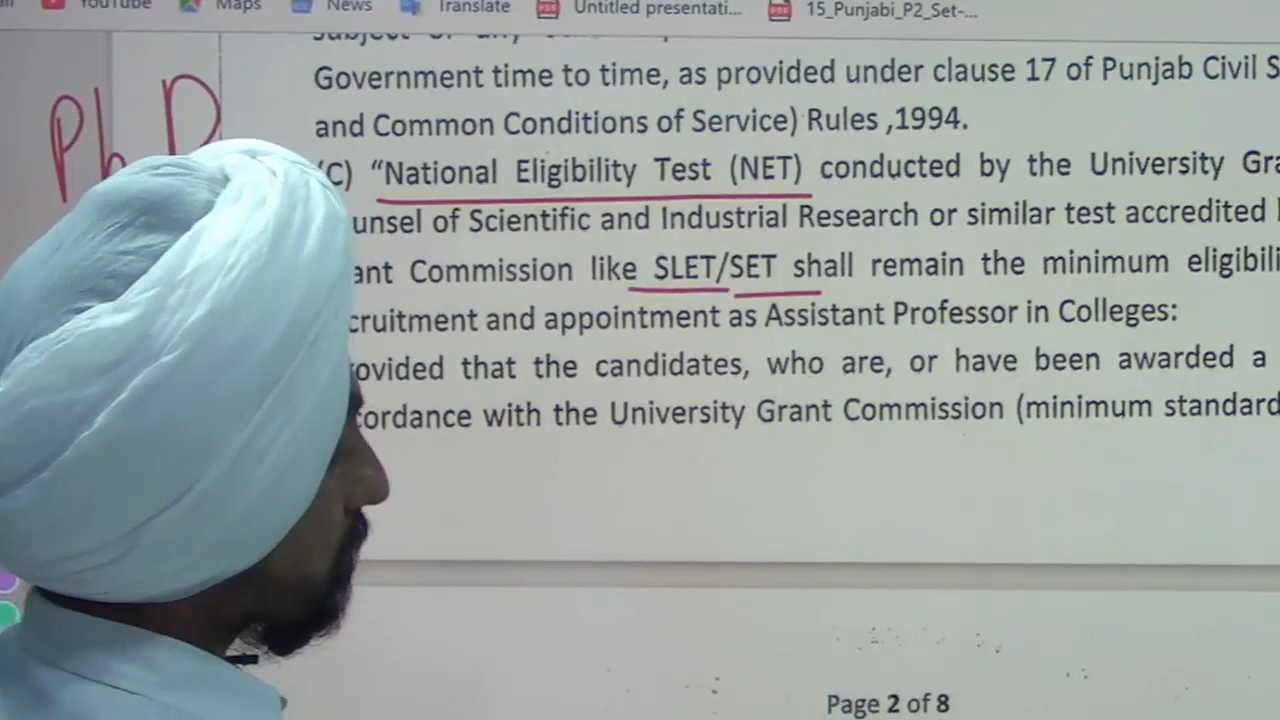 YouTube Maps News Translate Untitled presentati... 15_Punjabi_P2_Set-...
Ph D
Government time to time, as provided under clause 17 of Punjab Civil S
and Common Conditions of Service) Rules ,1994.
C) “National Eligibility Test (NET) conducted by the University Gra
unsel of Scientific and Industrial Research or similar test accredited
ant Commission like SLET/SET shall remain the minimum eligibili
cruitment and appointment as Assistant Professor in Colleges:
ovided that the candidates, who are, or have been awarded a
cordance with the University Grant Commission (minimum standard
Page 2 of 8